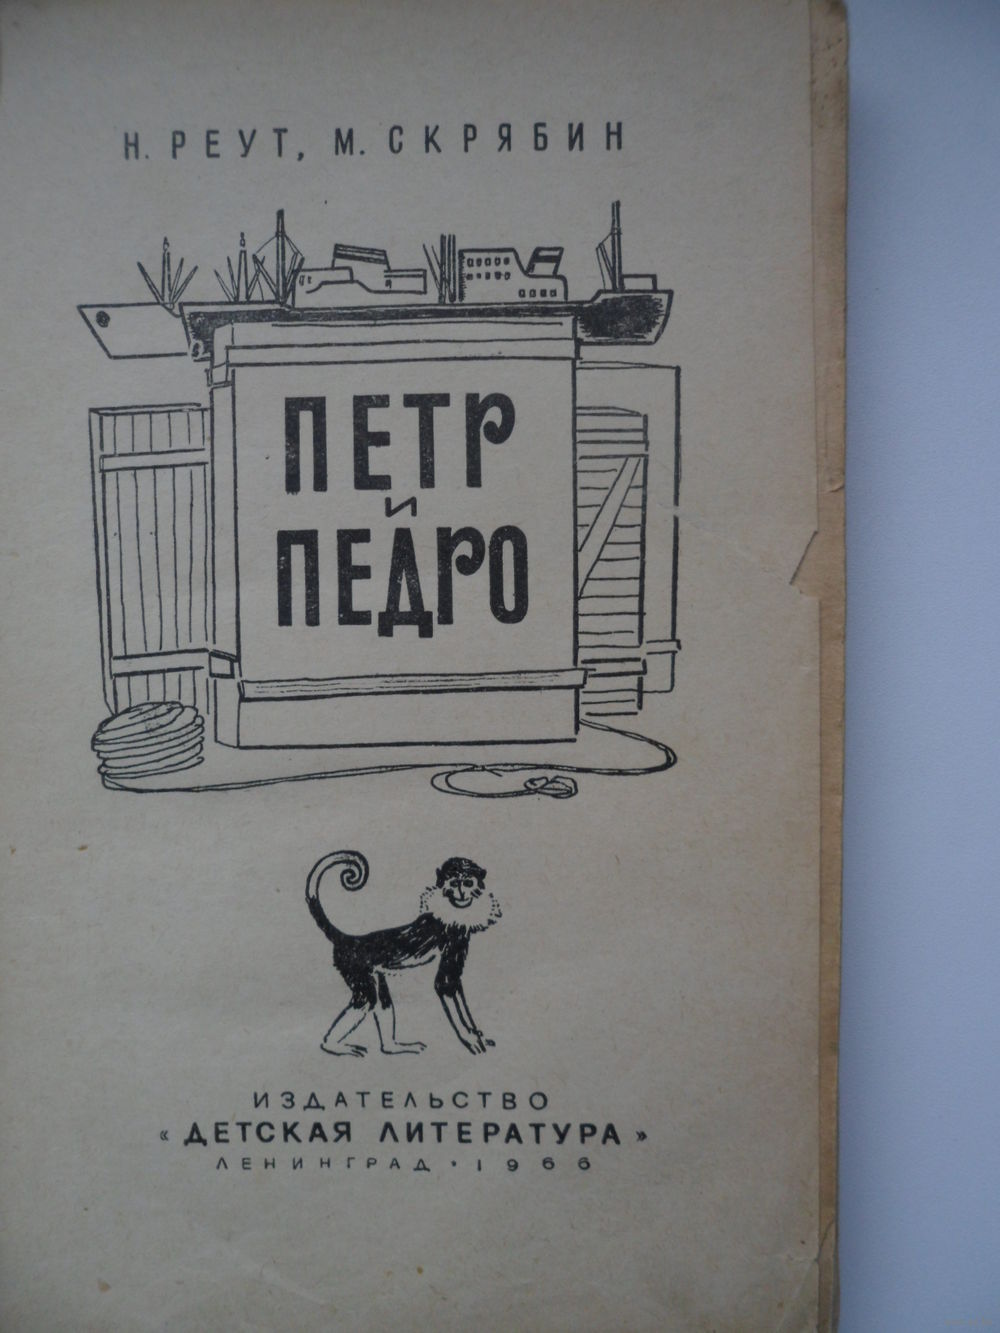 Н. РЕУТ, М. СКРЯБИН
ПЕТР
И
ПЕДРО
ИЗДАТЕЛЬСТВО
«ДЕТСКАЯ ЛИТЕРАТУРА»
ЛЕНИНГРАД · 1966